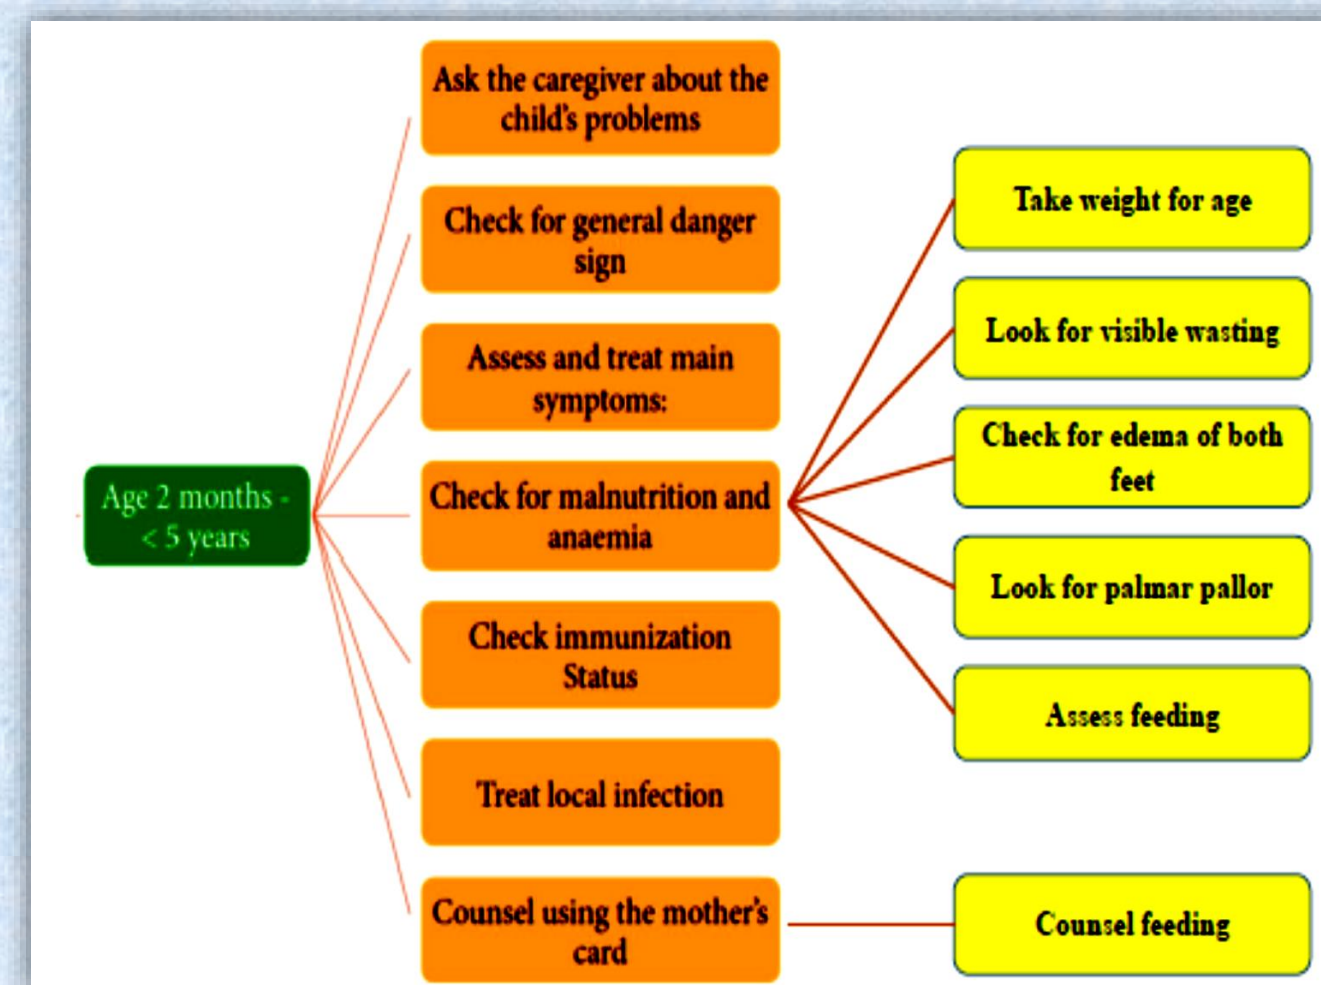 Ask the caregiver about the
child's problems
Check for general danger
sign
Assess and treat main
symptoms:
Age 2 months -
< 5 years
Check for malnutrition and
anaemia
Check immunization
Status
Treat local infection
Counsel using the mother's
card
Take weight for age
Look for visible wasting
Check for edema of both
feet
Look for palmar pallor
Assess feeding
Counsel feeding